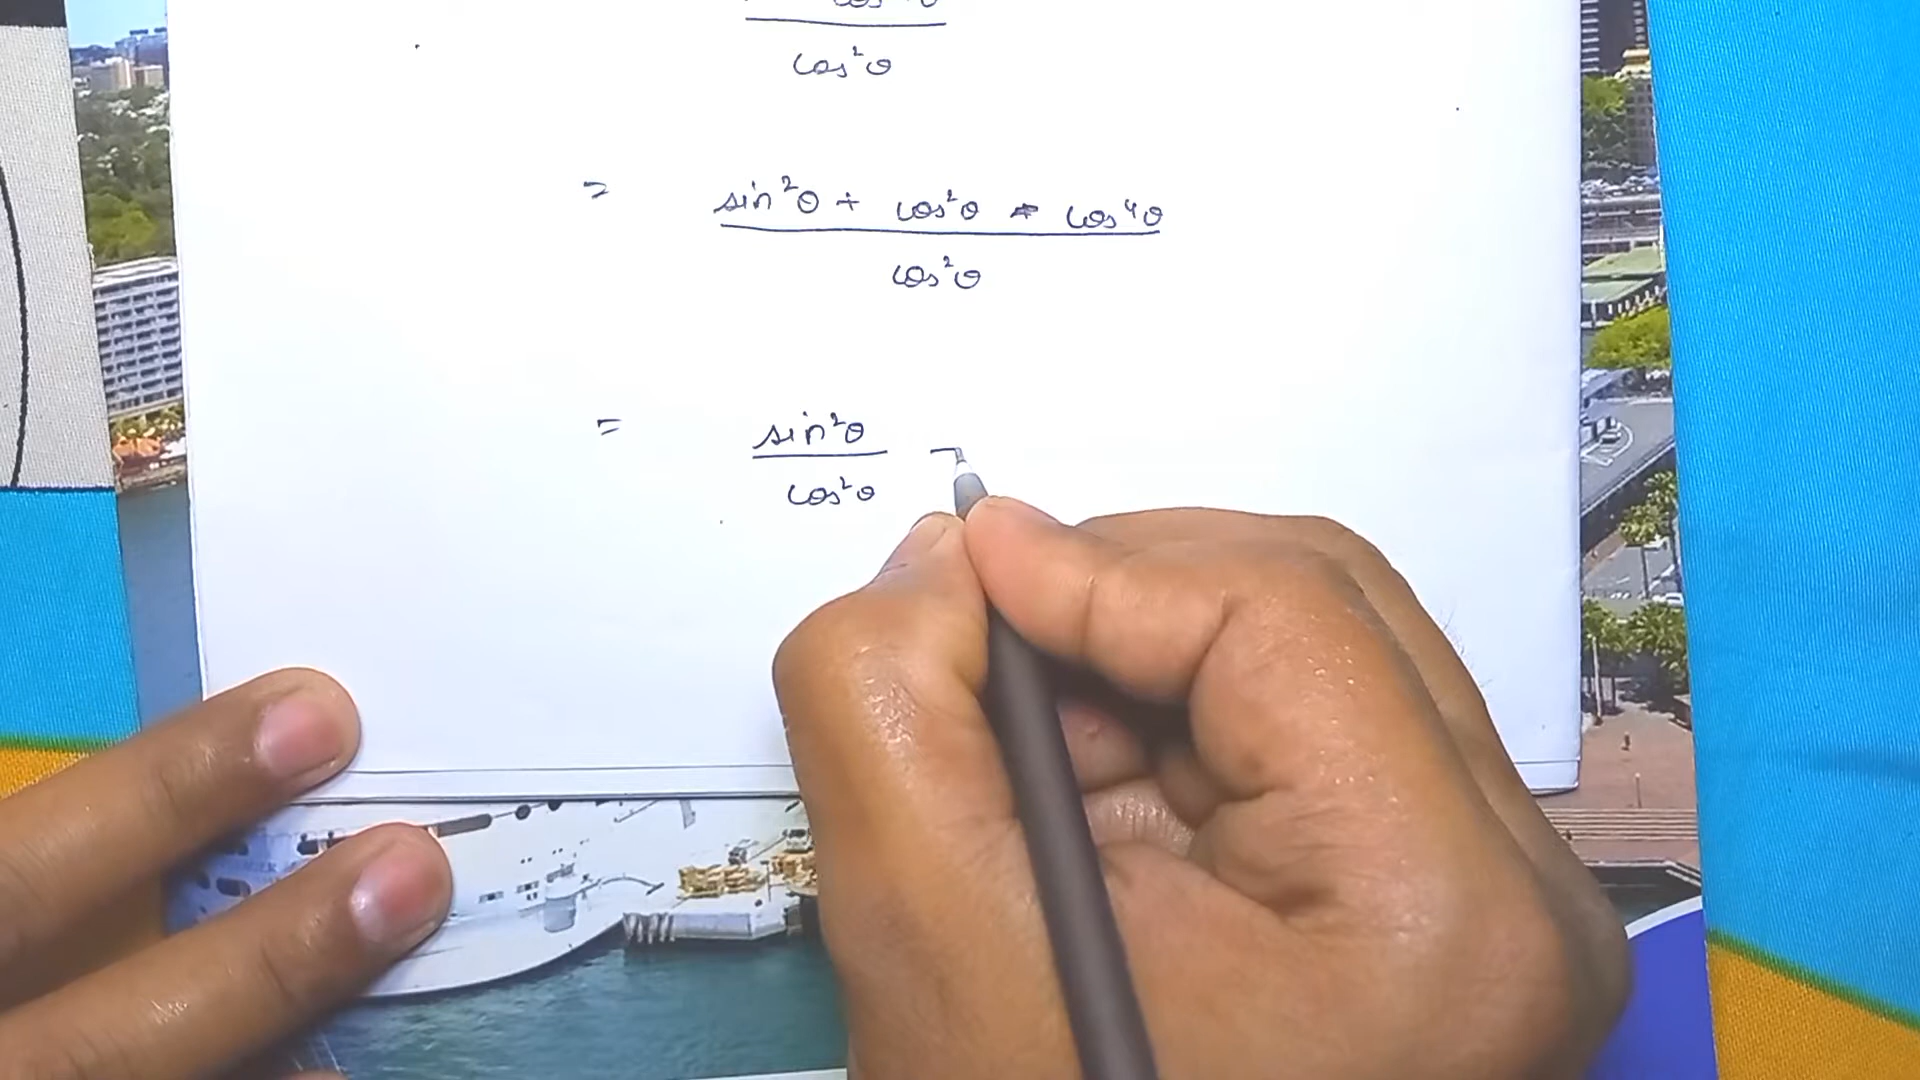 cos²θ
= sin²θ + cos²θ - cos⁴θ
cos²θ
= sin²θ
cos²θ